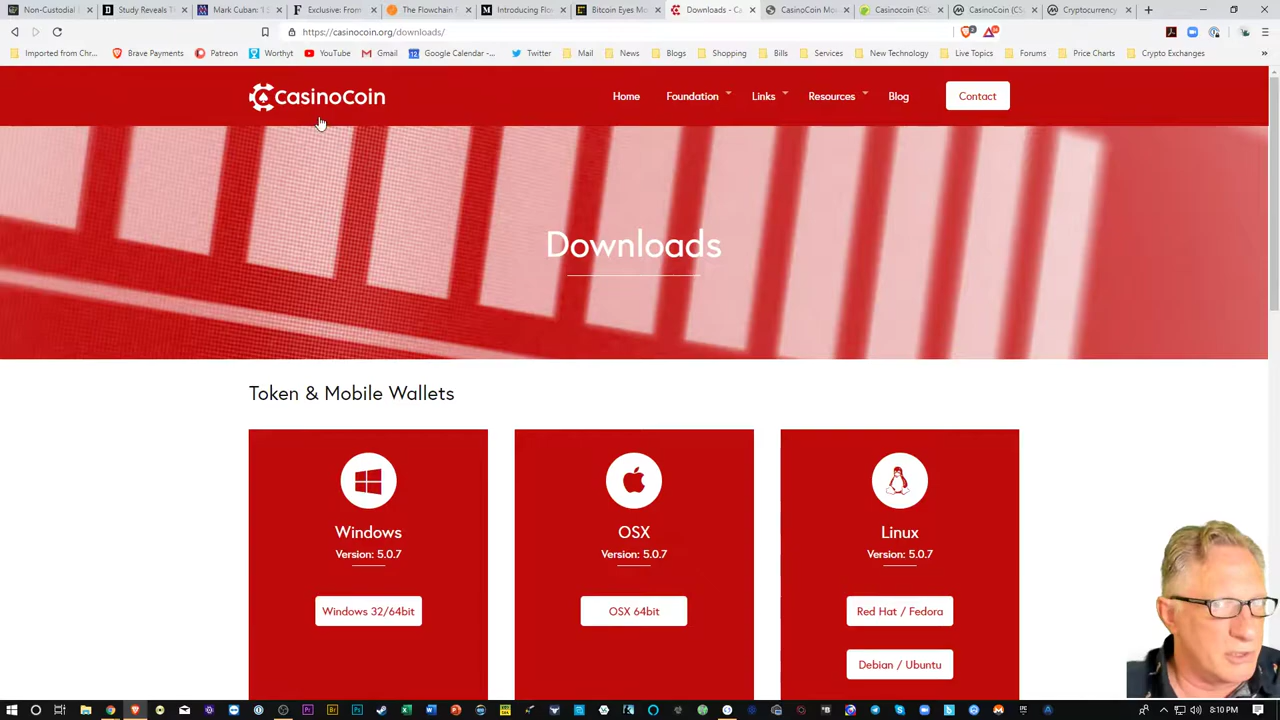 Non-Custodial
Study Reveals T
Mark Cuban: 1 $
Exclusive: From
The Flowchain F
Introducing Flow
Bitcoin Eyes Mo
Downloads - Ca
CasinoCoin Mo
Casinocoin (CS
CasinoCoin (CS
Cryptocurrency
https://casinocoin.org/downloads/
Imported from Chr...
Brave Payments
Patreon
Worthyt
YouTube
Gmail
Google Calendar -...
Twitter
Mail
News
Blogs
Shopping
Bills
Services
New Technology
Forums
Price Charts
Crypto Exchanges
CasinoCoin
Home
Foundation
Links
Resources
Blog
Contact
Downloads
Token & Mobile Wallets
Windows
Version: 5.0.7
Windows 32/64bit
OSX
Version: 5.0.7
OSX 64bit
Linux
Version: 5.0.7
Red Hat / Fedora
Debian / Ubuntu
8:10 PM